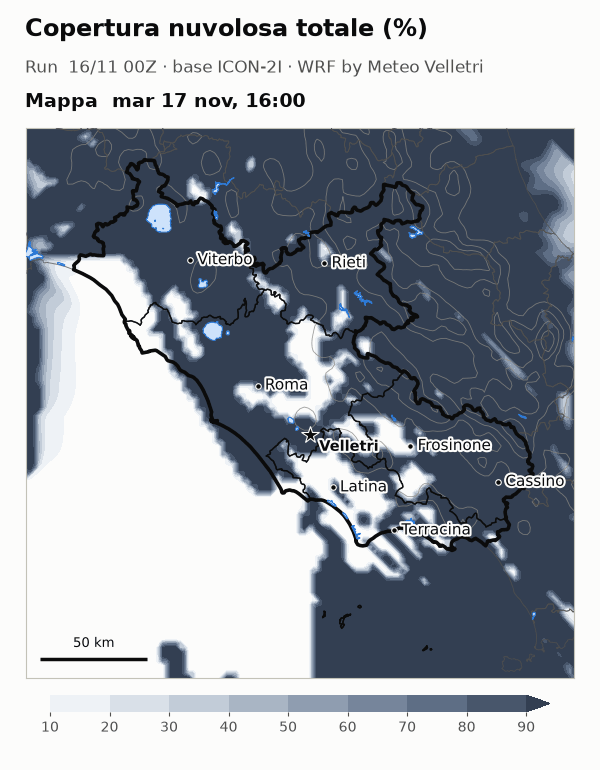 Copertura nuvolosa totale (%)
Run  16/11 00Z · base ICON-2I · WRF by Meteo Velletri
Mappa  mar 17 nov, 16:00
Viterbo
Rieti
Roma
Velletri
Frosinone
Cassino
Latina
Terracina
50 km
10 20 30 40 50 60 70 80 90